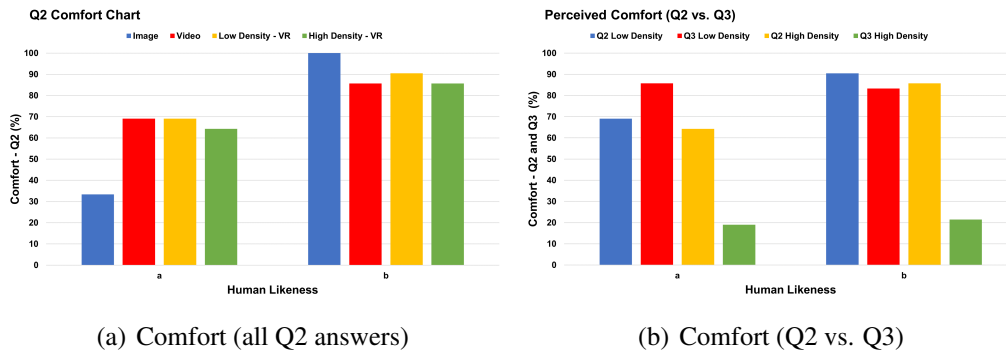 Q2 Comfort Chart
Image Video Low Density - VR High Density - VR
100
90
80
70
60
50
40
30
20
10
0
Comfort - Q2 (%)
a b
Human Likeness
(a) Comfort (all Q2 answers)
Perceived Comfort (Q2 vs. Q3)
Q2 Low Density Q3 Low Density Q2 High Density Q3 High Density
100
90
80
70
60
50
40
30
20
10
0
Comfort - Q2 and Q3 (%)
a b
Human Likeness
(b) Comfort (Q2 vs. Q3)